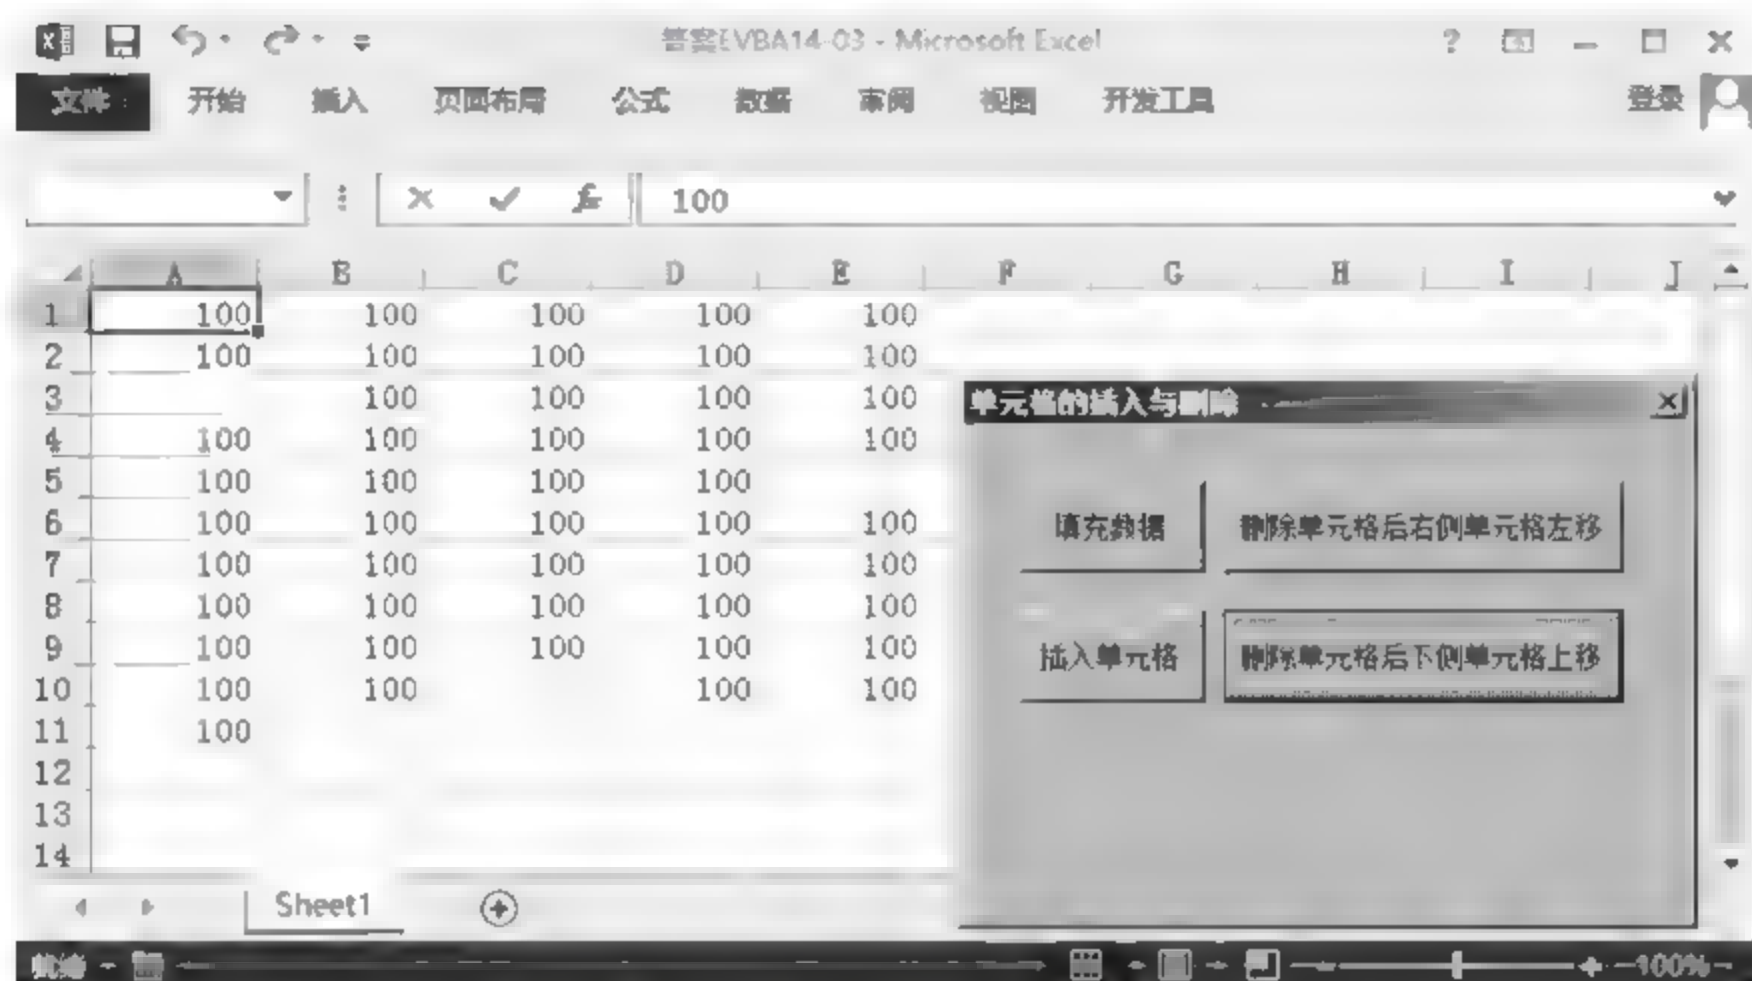 答案EVBA14-03 - Microsoft Excel
文件 开始 插入 页面布局 公式 数据 审阅 视图 开发工具 登录
fx 100
A B C D E F G H I J
1 100 100 100 100 100
2 100 100 100 100 100
3 100 100 100 100
单元格的插入与删除
4 100 100 100 100 100
5 100 100 100 100
6 100 100 100 100 100
填充数据 删除单元格后右侧单元格左移
7 100 100 100 100 100
8 100 100 100 100 100
9 100 100 100 100 100
插入单元格 删除单元格后下侧单元格上移
10 100 100 100 100
11 100
12
13
14
Sheet1
就绪 100%